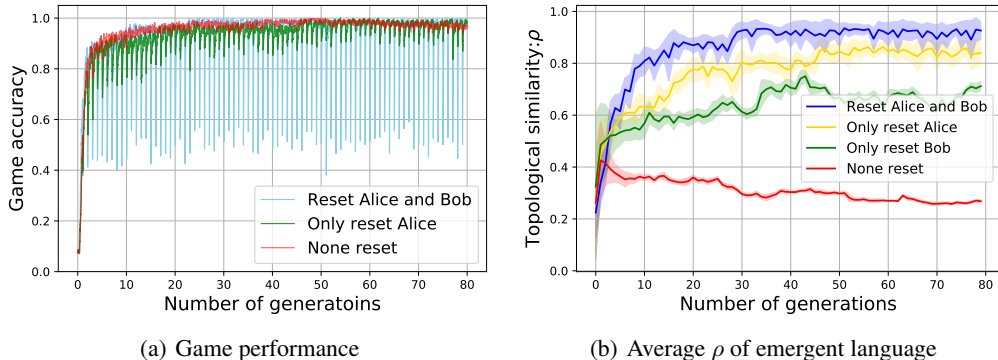 1.0
0.8
0.6
0.4
0.2
0.0
Game accuracy
Reset Alice and Bob
Only reset Alice
None reset
0 10 20 30 40 50 60 70 80
Number of generatoins
(a) Game performance
1.0
0.8
0.6
0.4
0.2
0.0
Topological similarity:ρ
Reset Alice and Bob
Only reset Alice
Only reset Bob
None reset
0 10 20 30 40 50 60 70 80
Number of generations
(b) Average ρ of emergent language